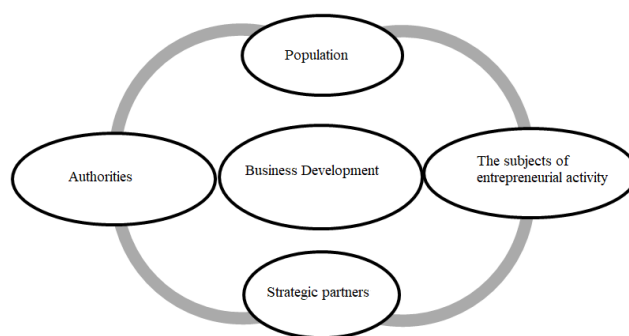 Population
Authorities
Business Development
The subjects of
entrepreneurial activity
Strategic partners